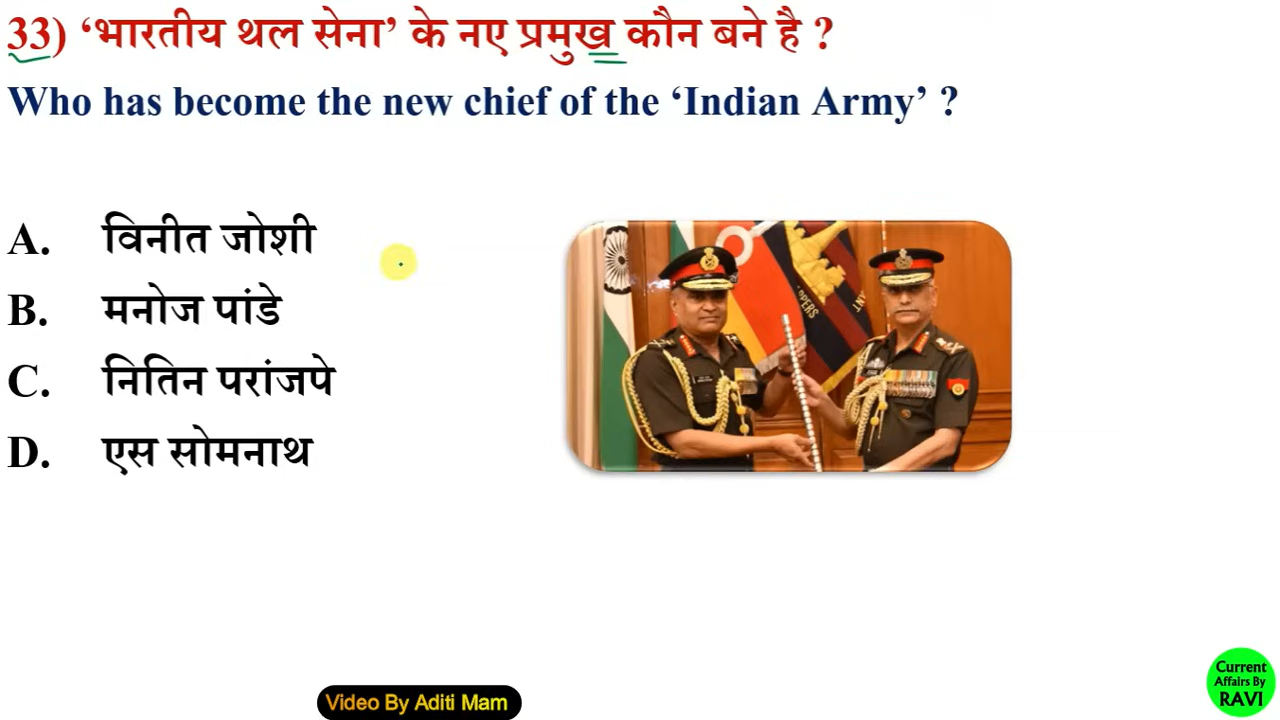 33) ‘भारतीय थल सेना’ के नए प्रमुख कौन बने है ?
Who has become the new chief of the ‘Indian Army’ ?
A. विनीत जोशी
B. मनोज पांडे
C. नितिन परांजपे
D. एस सोमनाथ
Video By Aditi Mam
Current
Affairs By
RAVI